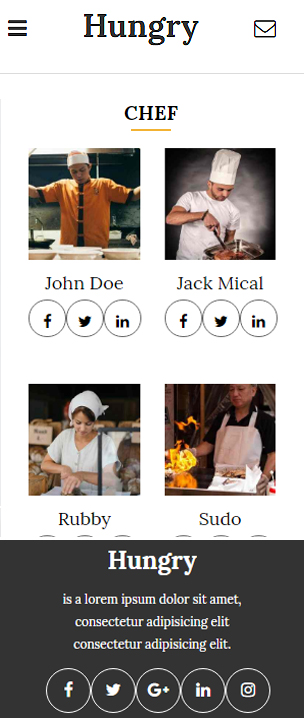 Hungry
CHEF
John Doe
Jack Mical
f in
f in
Rubby
Sudo
Hungry
is a lorem ipsum dolor sit amet,
consectetur adipisicing elit
consectetur adipisicing elit.
f G+ in